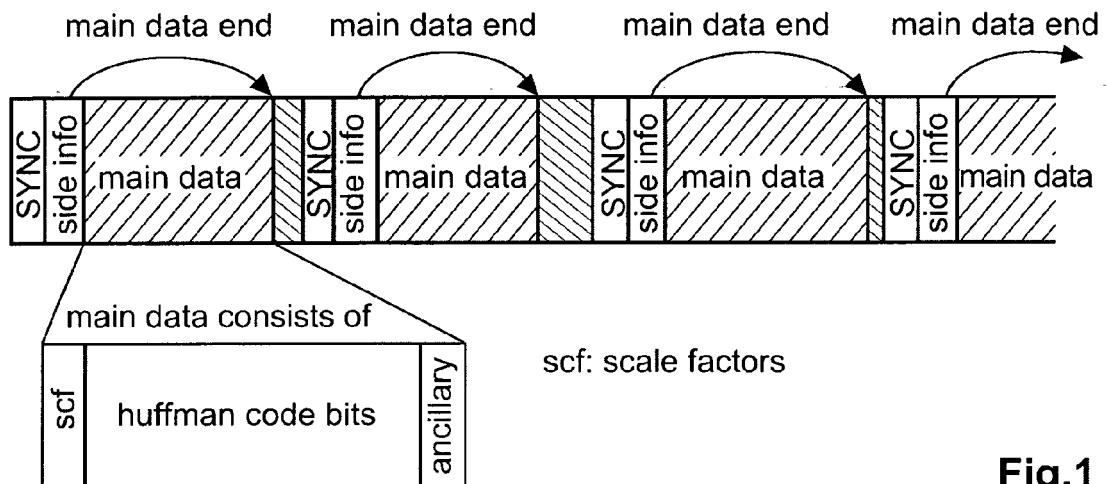 main data end main data end main data end main data end
SYNC side info main data SYNC side info main data SYNC side info main data SYNC side info main data
main data consists of
scf huffman code bits ancillary
scf: scale factors
Fig.1